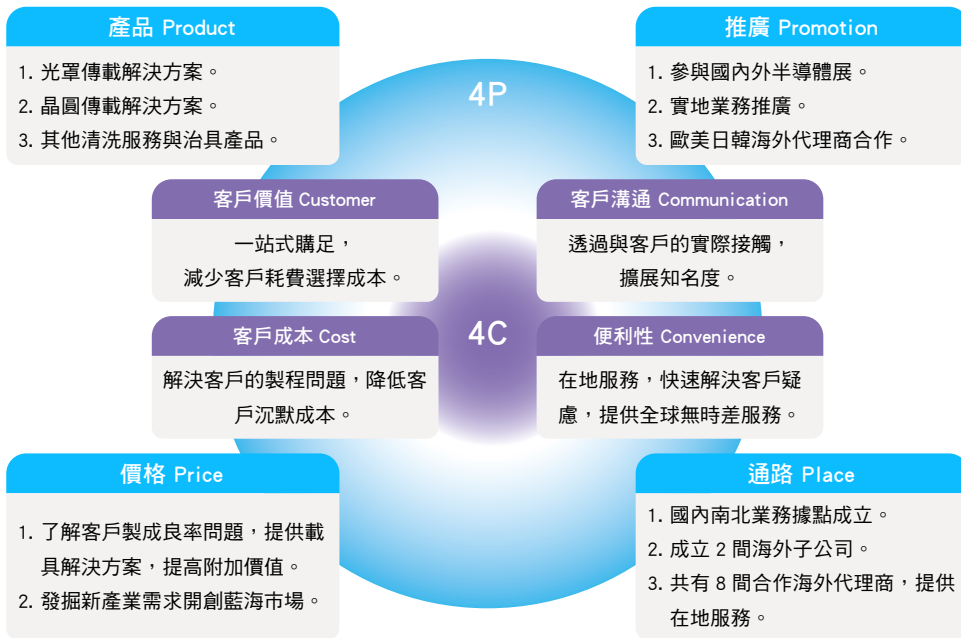 產品 Product
1. 光罩傳載解決方案。
2. 晶圓傳載解決方案。
3. 其他清洗服務與治具產品。
推廣 Promotion
1. 參與國內外半導體展。
2. 實地業務推廣。
3. 歐美日韓海外代理商合作。
4P
客戶價值 Customer
一站式購足，
減少客戶耗費選擇成本。
客戶溝通 Communication
透過與客戶的實際接觸，
擴展知名度。
4C
客戶成本 Cost
解決客戶的製程問題，降低客
戶沉默成本。
便利性 Convenience
在地服務，快速解決客戶疑
慮，提供全球無時差服務。
價格 Price
1. 了解客戶製成良率問題，提供載
具解決方案，提高附加價值。
2. 發掘新產業需求開創藍海市場。
通路 Place
1. 國內南北業務據點成立。
2. 成立 2 間海外子公司。
3. 共有 8 間合作海外代理商，提供
在地服務。